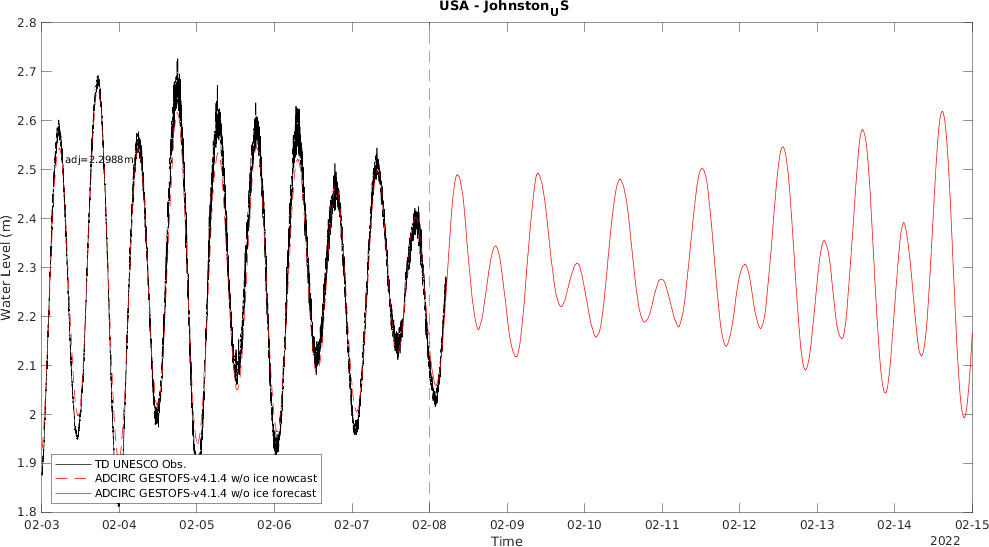 USA - Johnston_US
2.8
2.7
2.6
2.5
2.4
2.3
2.2
2.1
2
1.9
1.8
Water Level (m)
adj=2.2988m
TD UNESCO Obs.
ADCIRC GESTOFS-v4.1.4 w/o ice nowcast
ADCIRC GESTOFS-v4.1.4 w/o ice forecast
02-03 02-04 02-05 02-06 02-07 02-08 02-09 02-10 02-11 02-12 02-13 02-14 02-15
Time
2022